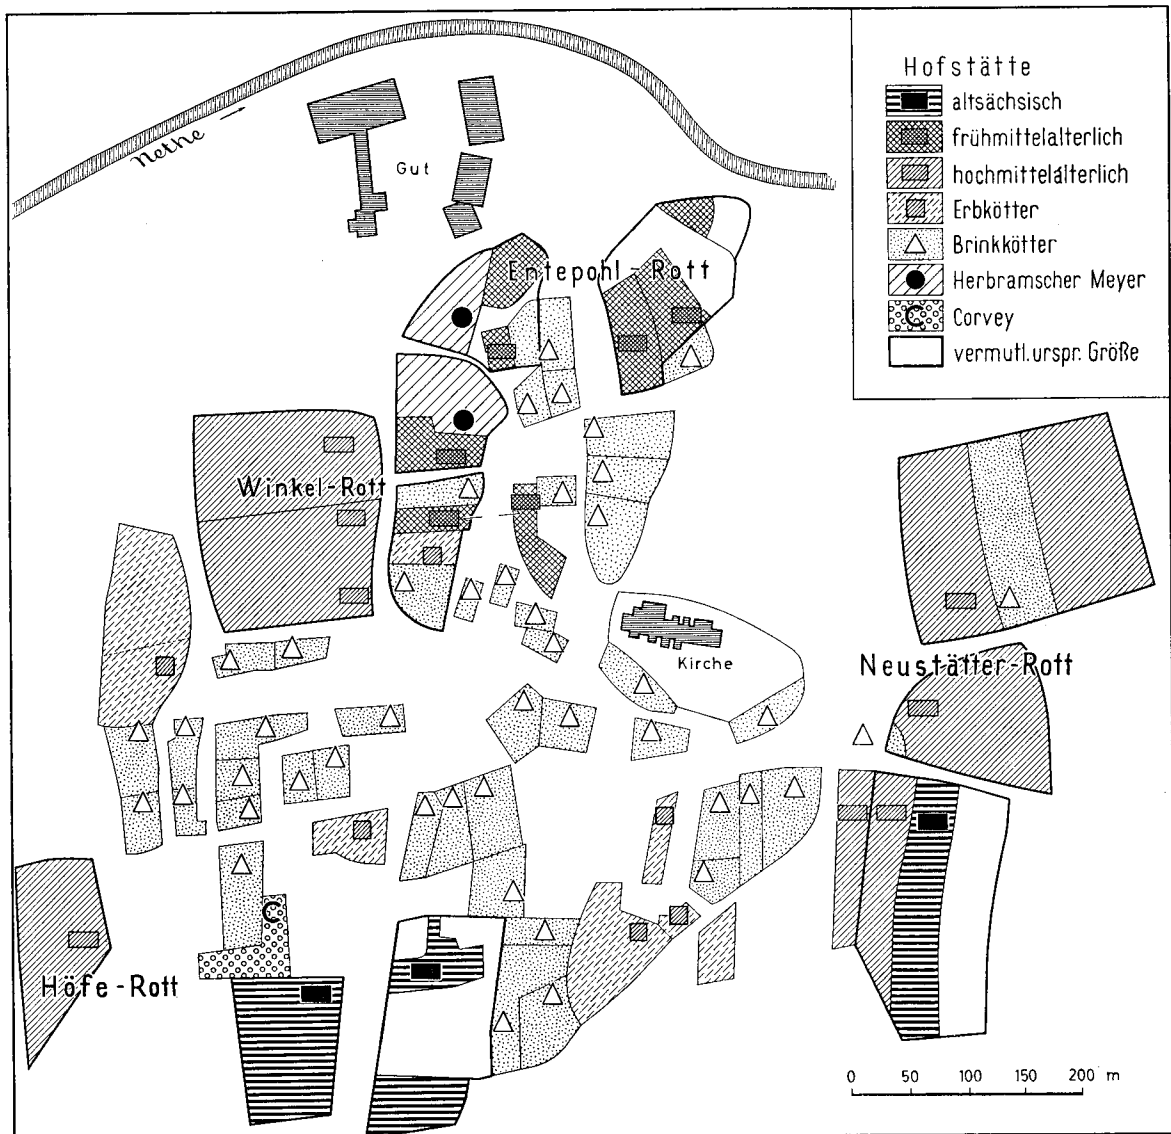 Hofstätte
altsächsisch
frühmittelälterlich
hochmittelälterlich
Erbkötter
Brinkkötter
Herbramscher Meyer
C Corvey
vermutl. urspr. Größe
Nethe
Gut
Entepohl-Rott
Winkel-Rott
Kirche
Neustätter-Rott
C
Höfe-Rott
0 50 100 150 200 m